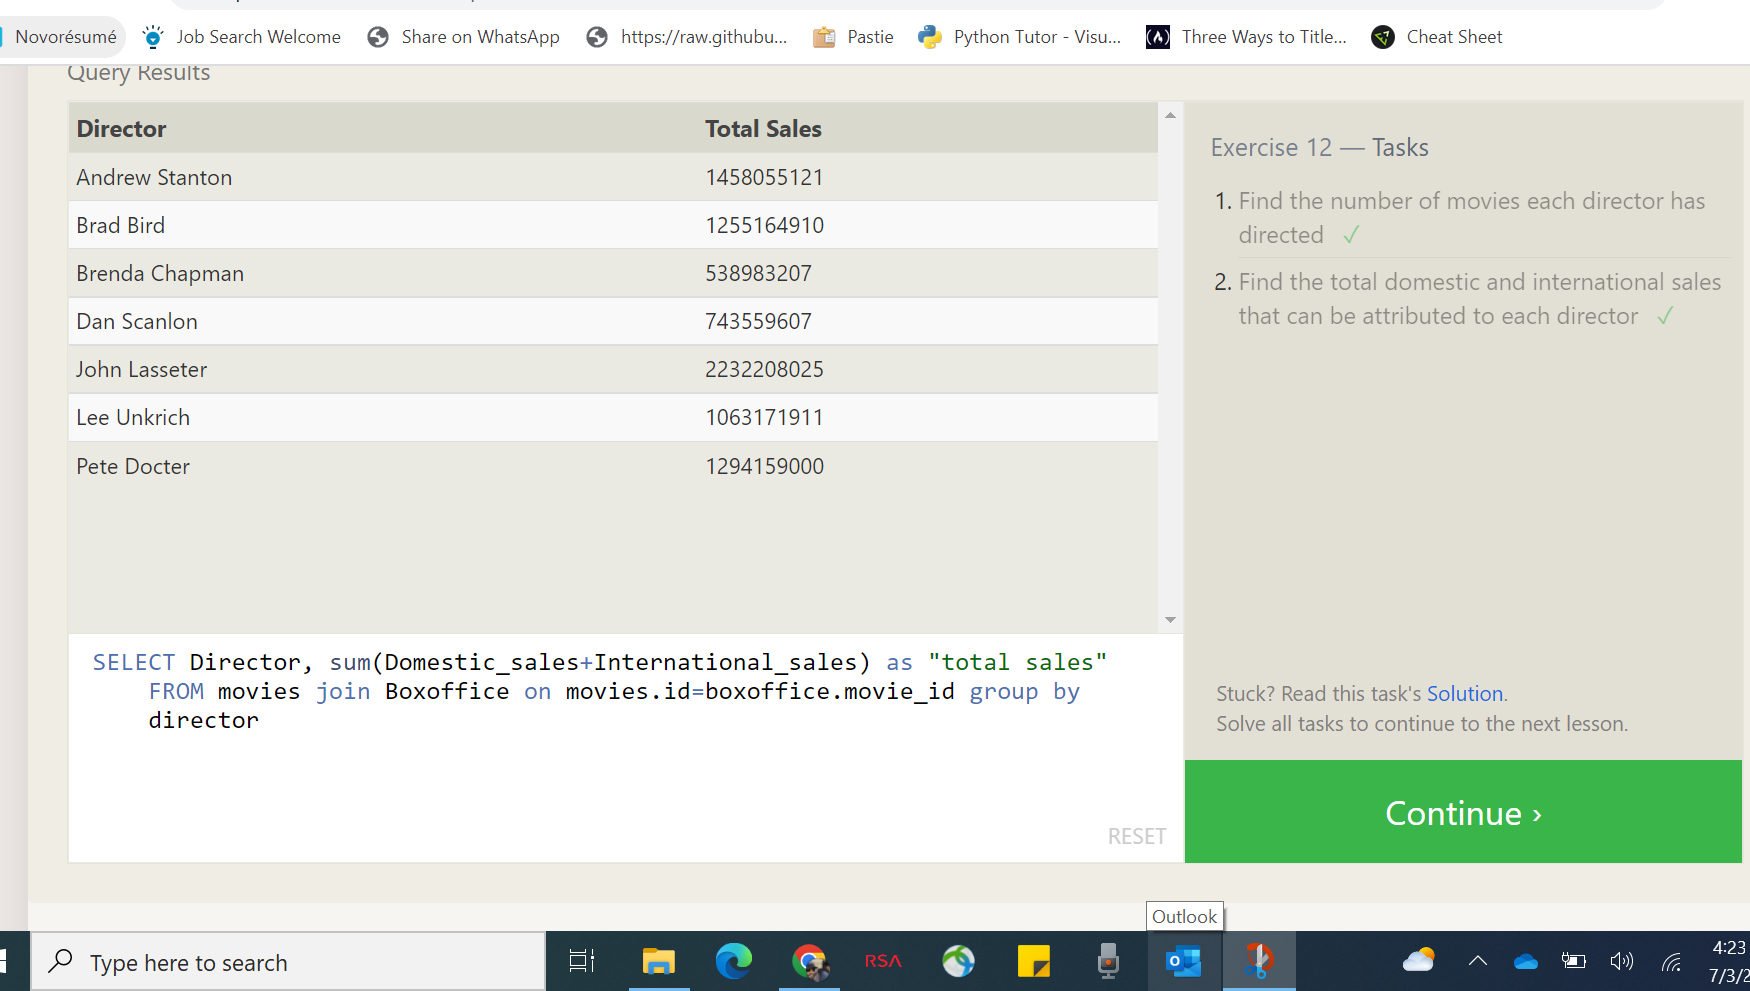 Novorésumé Job Search Welcome Share on WhatsApp https://raw.githubu... Pastie Python Tutor - Visu... Three Ways to Title... Cheat Sheet
Query Results
Director Total Sales
Andrew Stanton 1458055121
Brad Bird 1255164910
Brenda Chapman 538983207
Dan Scanlon 743559607
John Lasseter 2232208025
Lee Unkrich 1063171911
Pete Docter 1294159000
SELECT Director, sum(Domestic_sales+International_sales) as "total sales"
FROM movies join Boxoffice on movies.id=boxoffice.movie_id group by
director
RESET
Exercise 12 — Tasks
1. Find the number of movies each director has
directed ✓
2. Find the total domestic and international sales
that can be attributed to each director ✓
Stuck? Read this task's Solution.
Solve all tasks to continue to the next lesson.
Continue ›
Outlook
Type here to search
RSA
4:23
7/3/2